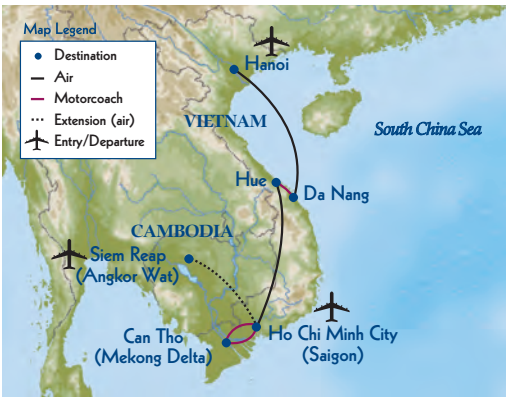 Map Legend
Destination
Air
Motorcoach
Extension (air)
Entry/Departure
Hanoi
VIETNAM
South China Sea
Hue
Da Nang
CAMBODIA
Siem Reap
(Angkor Wat)
Can Tho
(Mekong Delta)
Ho Chi Minh City
(Saigon)